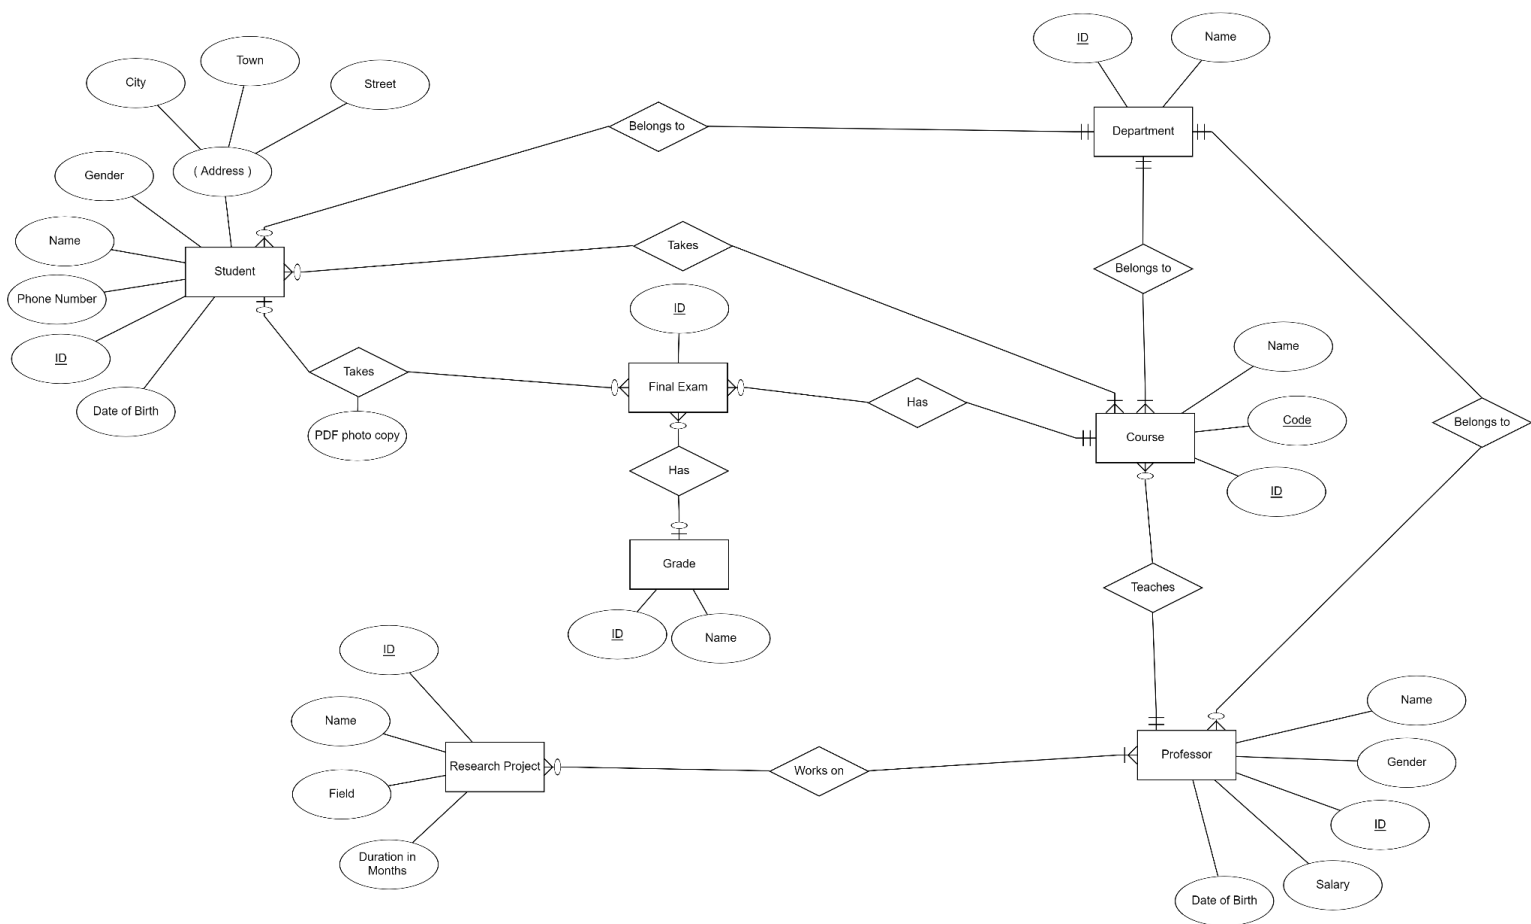 ID
Name
Town
City
Street
Belongs to
Department
( Address )
Gender
Name
Takes
Student
Belongs to
Phone Number
ID
ID
Name
Date of Birth
Takes
Final Exam
Has
PDF photo copy
Course
Code
Belongs to
Has
ID
Grade
Teaches
ID
Name
ID
Name
Name
Research Project
Works on
Professor
Gender
Field
ID
Duration in
Months
Salary
Date of Birth